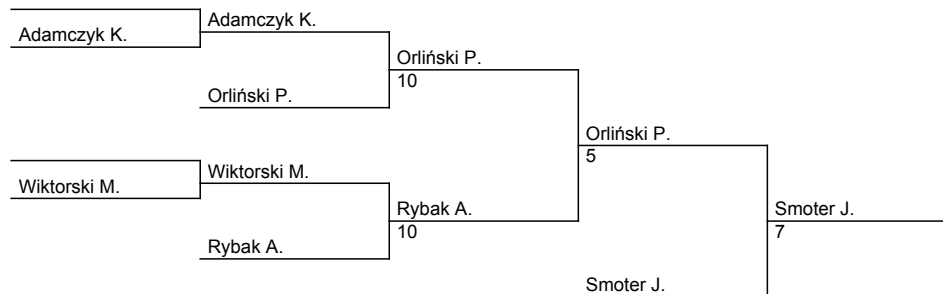 Adamczyk K.
Adamczyk K.
Orliński P.
10
Orliński P.
Orliński P.
5
Wiktorski M.
Wiktorski M.
Rybak A.
10
Rybak A.
Smoter J.
7
Smoter J.